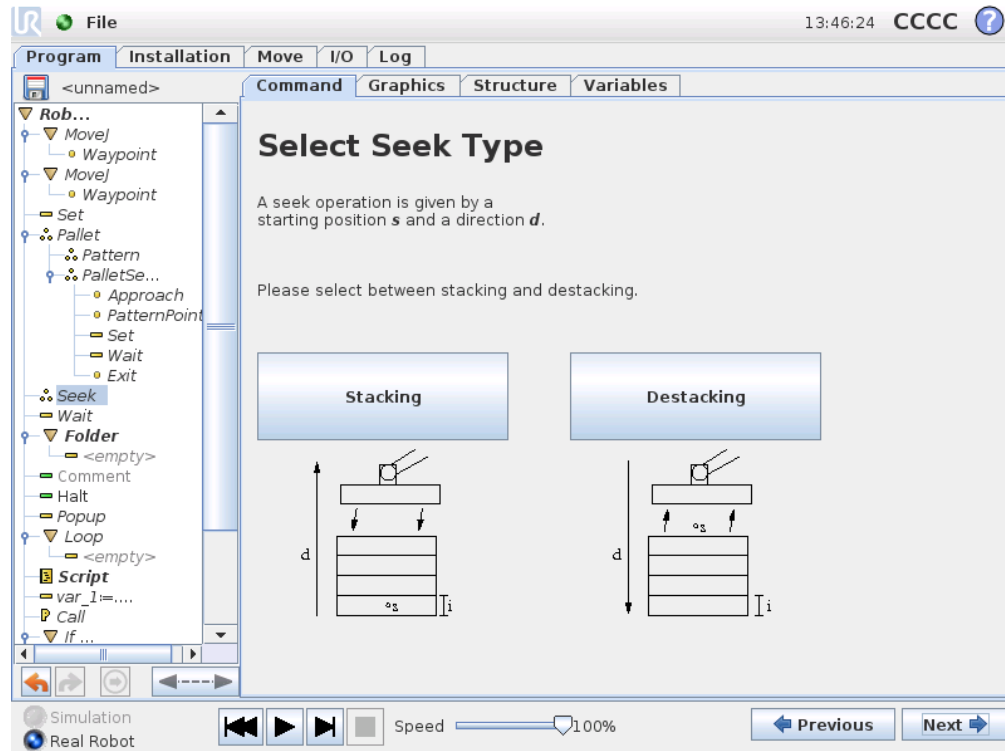 UR File 13:46:24 CCCC ?
Program Installation Move I/O Log
<unnamed>
Command Graphics Structure Variables
Rob...
MoveJ
Waypoint
MoveJ
Waypoint
Set
Pallet
Pattern
PalletSe...
Approach
PatternPoint
Set
Wait
Exit
Seek
Wait
Folder
<empty>
Comment
Halt
Popup
Loop
<empty>
Script
var_1:=....
P Call
If ...
Select Seek Type
A seek operation is given by a
starting position s and a direction d.
Please select between stacking and destacking.
Stacking
Destacking
d
s
i
d
s
i
Simulation
Real Robot
Speed 100%
Previous
Next